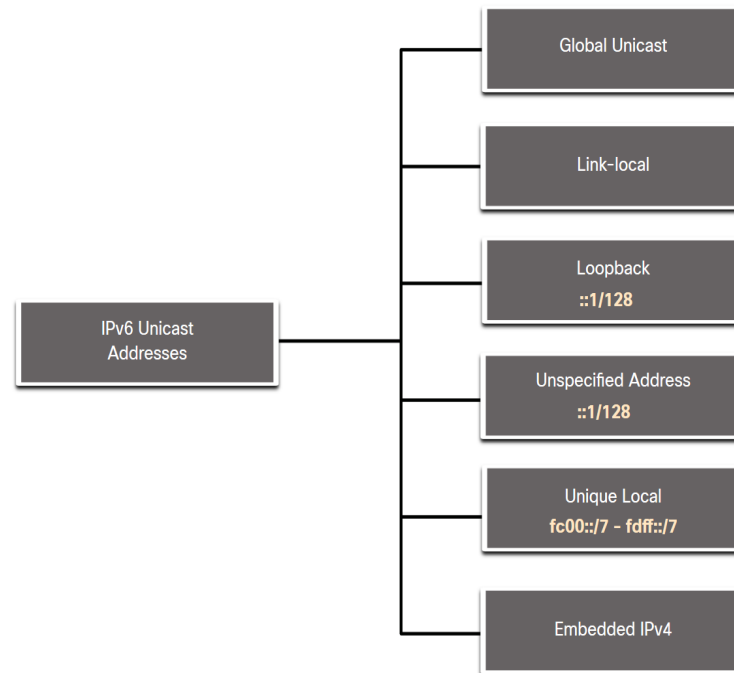 Global Unicast
Link-local
Loopback
::1/128
IPv6 Unicast
Addresses
Unspecified Address
::1/128
Unique Local
fc00::/7 - fdff::/7
Embedded IPv4